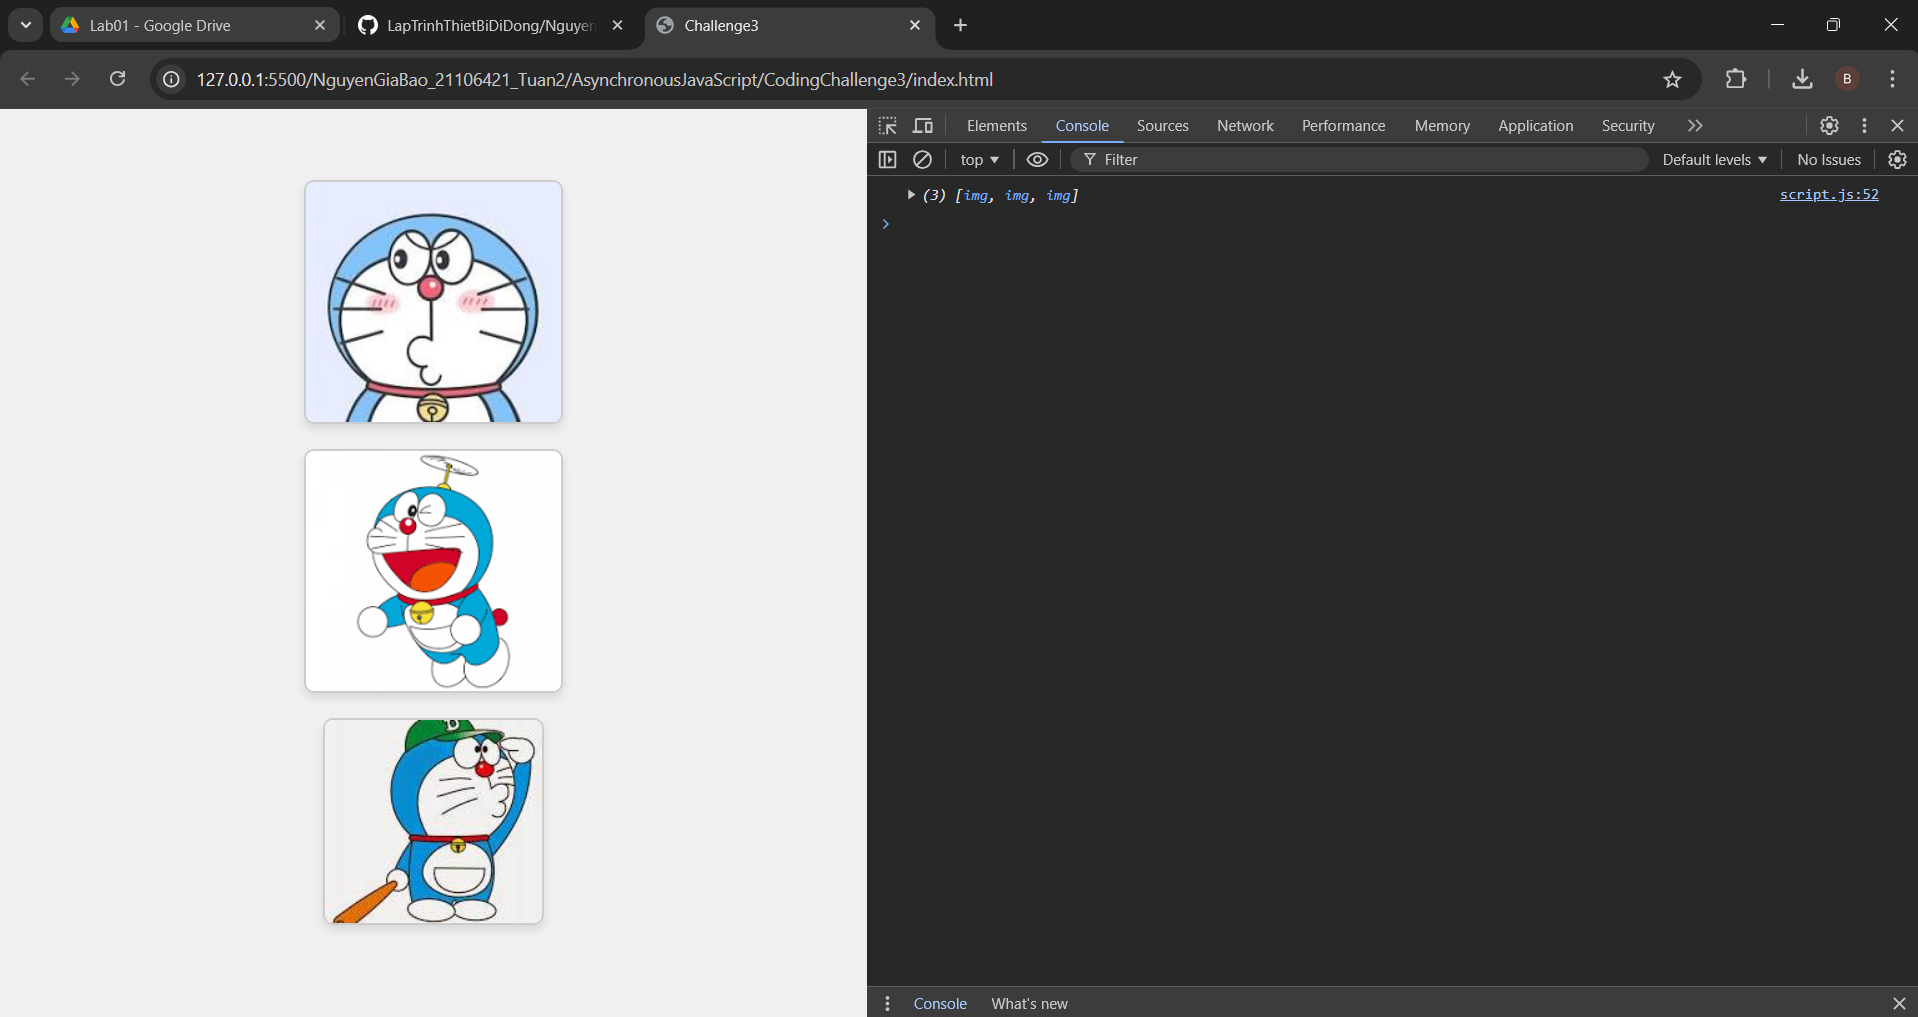 Lab01 - Google Drive
LapTrinhThietBiDiDong/Nguyen
Challenge3
127.0.0.1:5500/NguyenGiaBao_21106421_Tuan2/AsynchronousJavaScript/CodingChallenge3/index.html
B
Elements Console Sources Network Performance Memory Application Security
top Filter Default levels No Issues
(3) [img, img, img] script.js:52
D
Console What's new